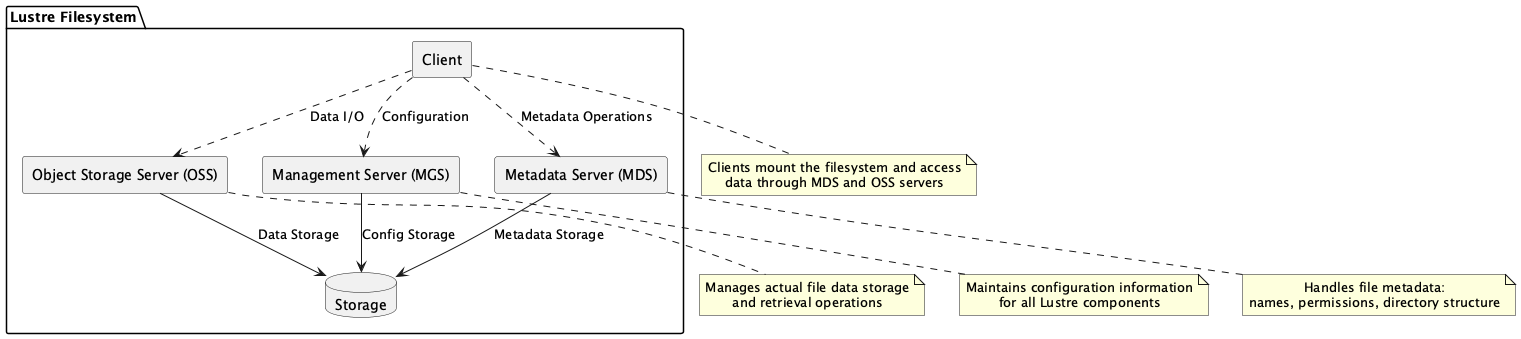 Lustre Filesystem
Client
Data I/O
Configuration
Metadata Operations
Object Storage Server (OSS)
Management Server (MGS)
Metadata Server (MDS)
Clients mount the filesystem and access
data through MDS and OSS servers
Data Storage
Config Storage
Metadata Storage
Storage
Manages actual file data storage
and retrieval operations
Maintains configuration information
for all Lustre components
Handles file metadata:
names, permissions, directory structure